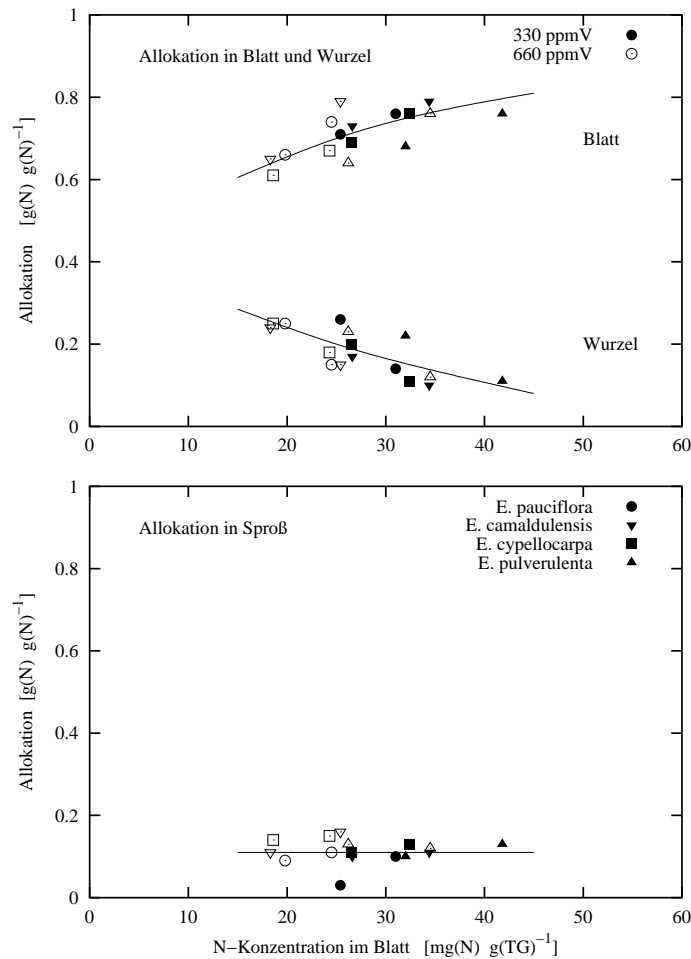 1
0.8
0.6
0.4
0.2
0
Allokation [g(N) g(N)−1]
Allokation in Blatt und Wurzel
330 ppmV
660 ppmV
Blatt
Wurzel
0 10 20 30 40 50 60
1
0.8
0.6
0.4
0.2
0
Allokation [g(N) g(N)−1]
Allokation in Sproß
E. pauciflora
E. camaldulensis
E. cypellocarpa
E. pulverulenta
0 10 20 30 40 50 60
N−Konzentration im Blatt [mg(N) g(TG)−1]